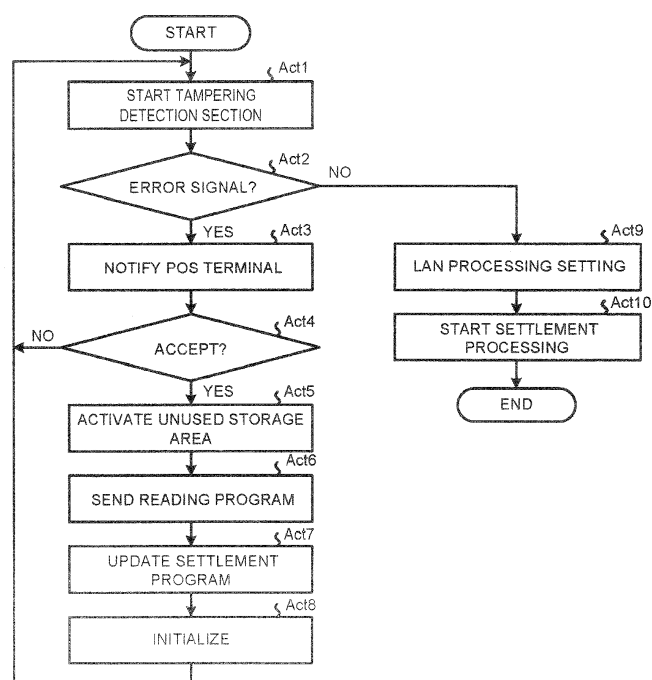 START
Act1
START TAMPERING
DETECTION SECTION
Act2
ERROR SIGNAL?
NO
YES
Act3
NOTIFY POS TERMINAL
Act4
ACCEPT?
NO
YES
Act5
ACTIVATE UNUSED STORAGE
AREA
Act6
SEND READING PROGRAM
Act7
UPDATE SETTLEMENT
PROGRAM
Act8
INITIALIZE
Act9
LAN PROCESSING SETTING
Act10
START SETTLEMENT
PROCESSING
END